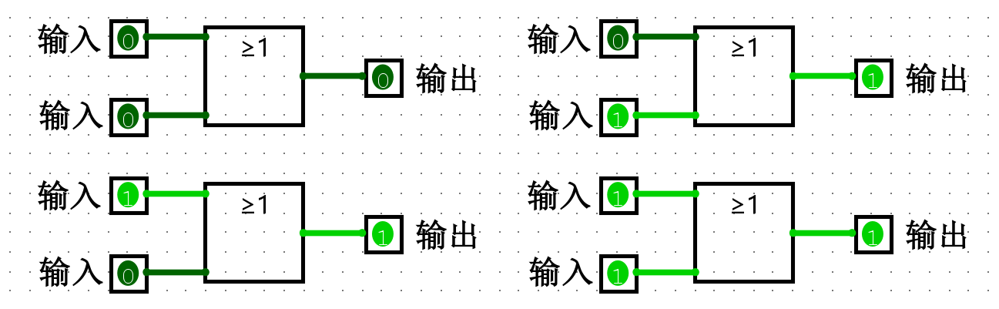 输入 0 ≥1 输入 0 ≥1
0 输出 1 输出
输入 0 输入 1
输入 1 ≥1 输入 1 ≥1
1 输出 1 输出
输入 0 输入 1